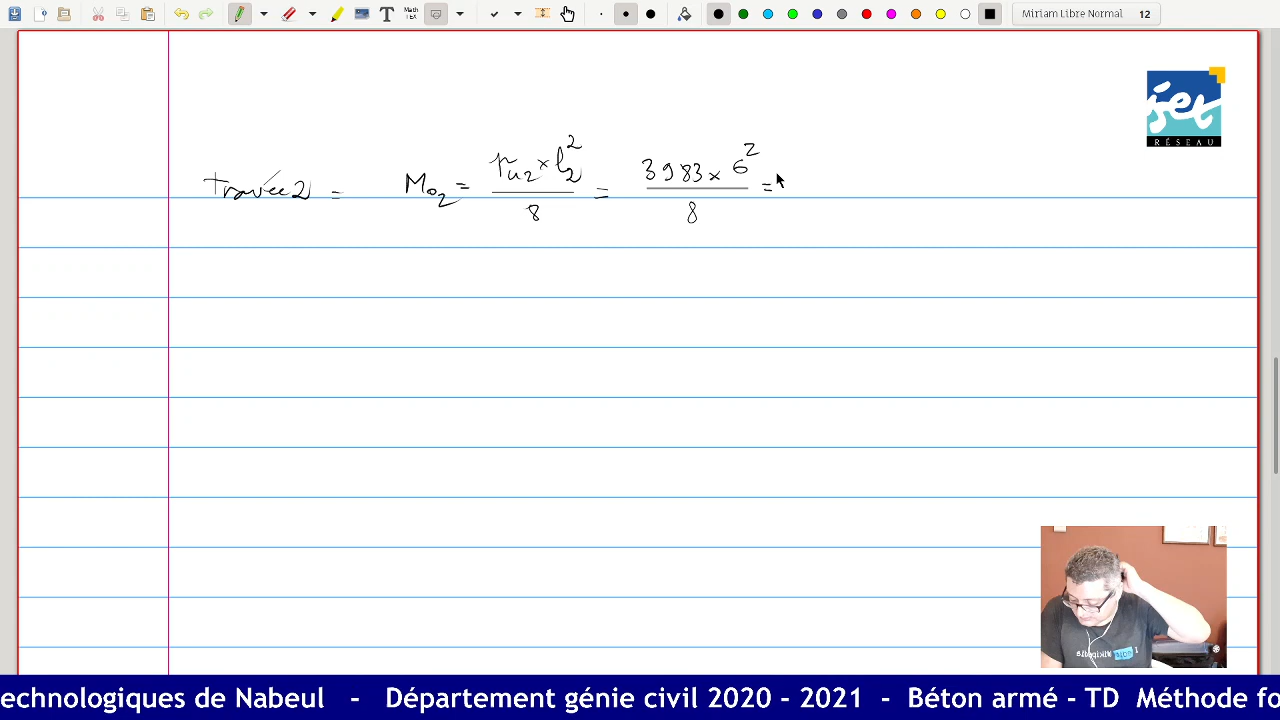 Miriam Libre Normal 12
iset
RÉSEAU
Travée 2 = M₀₂ = (pᵤ₂ × l₂²) / 8 = (3983 × 6²) / 8 =
echnologiques de Nabeul - Département génie civil 2020 - 2021 - Béton armé - TD Méthode fo